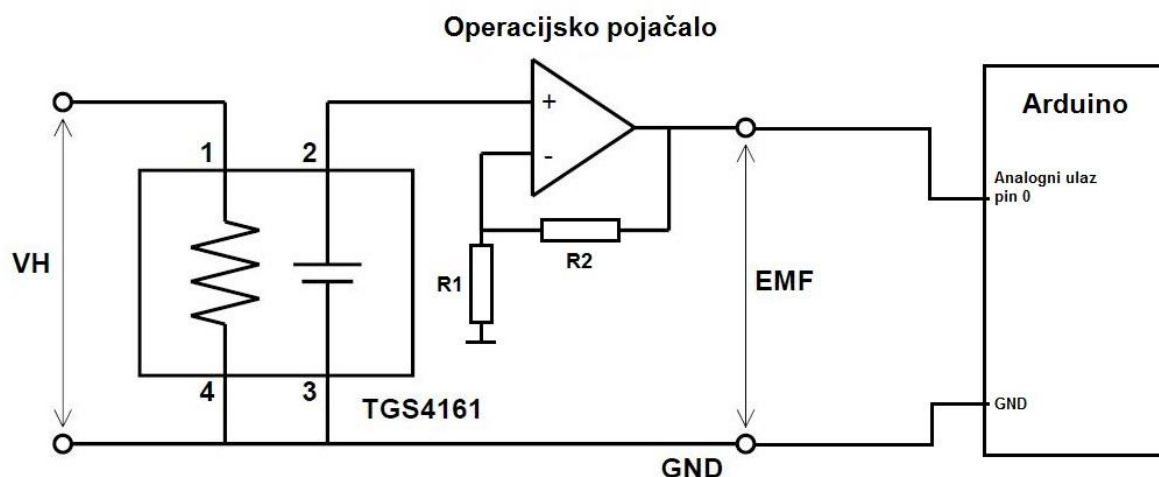 Operacijsko pojačalo
Arduino
+
-
1
2
Analogni ulaz
pin 0
VH
R2
R1
EMF
4
3
TGS4161
GND
GND